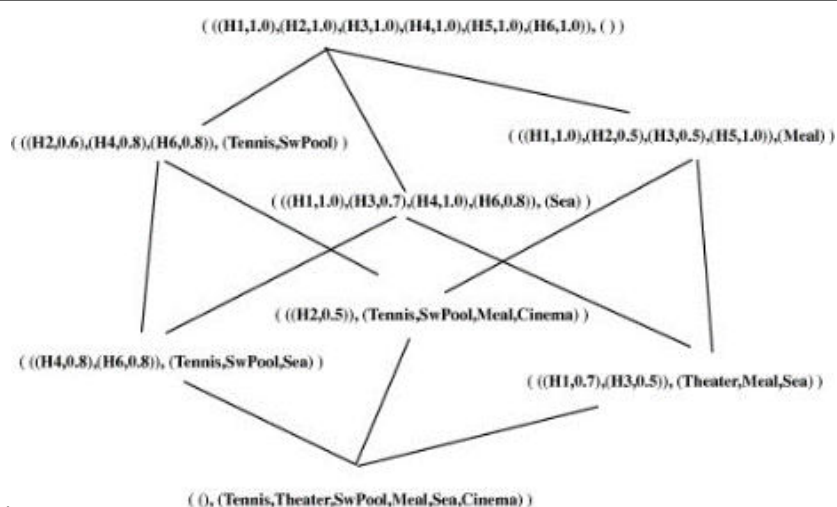 ( ((H1,1.0),(H2,1.0),(H3,1.0),(H4,1.0),(H5,1.0),(H6,1.0)), ( ) )
( ((H2,0.6),(H4,0.8),(H6,0.8)), (Tennis,SwPool) )
( ((H1,1.0),(H2,0.5),(H3,0.5),(H5,1.0)),(Meal) )
( ((H1,1.0),(H3,0.7),(H4,1.0),(H6,0.8)), (Sea) )
( ((H2,0.5)), (Tennis,SwPool,Meal,Cinema) )
( ((H4,0.8),(H6,0.8)), (Tennis,SwPool,Sea) )
( ((H1,0.7),(H3,0.5)), (Theater,Meal,Sea) )
( (), (Tennis,Theater,SwPool,Meal,Sea,Cinema) )